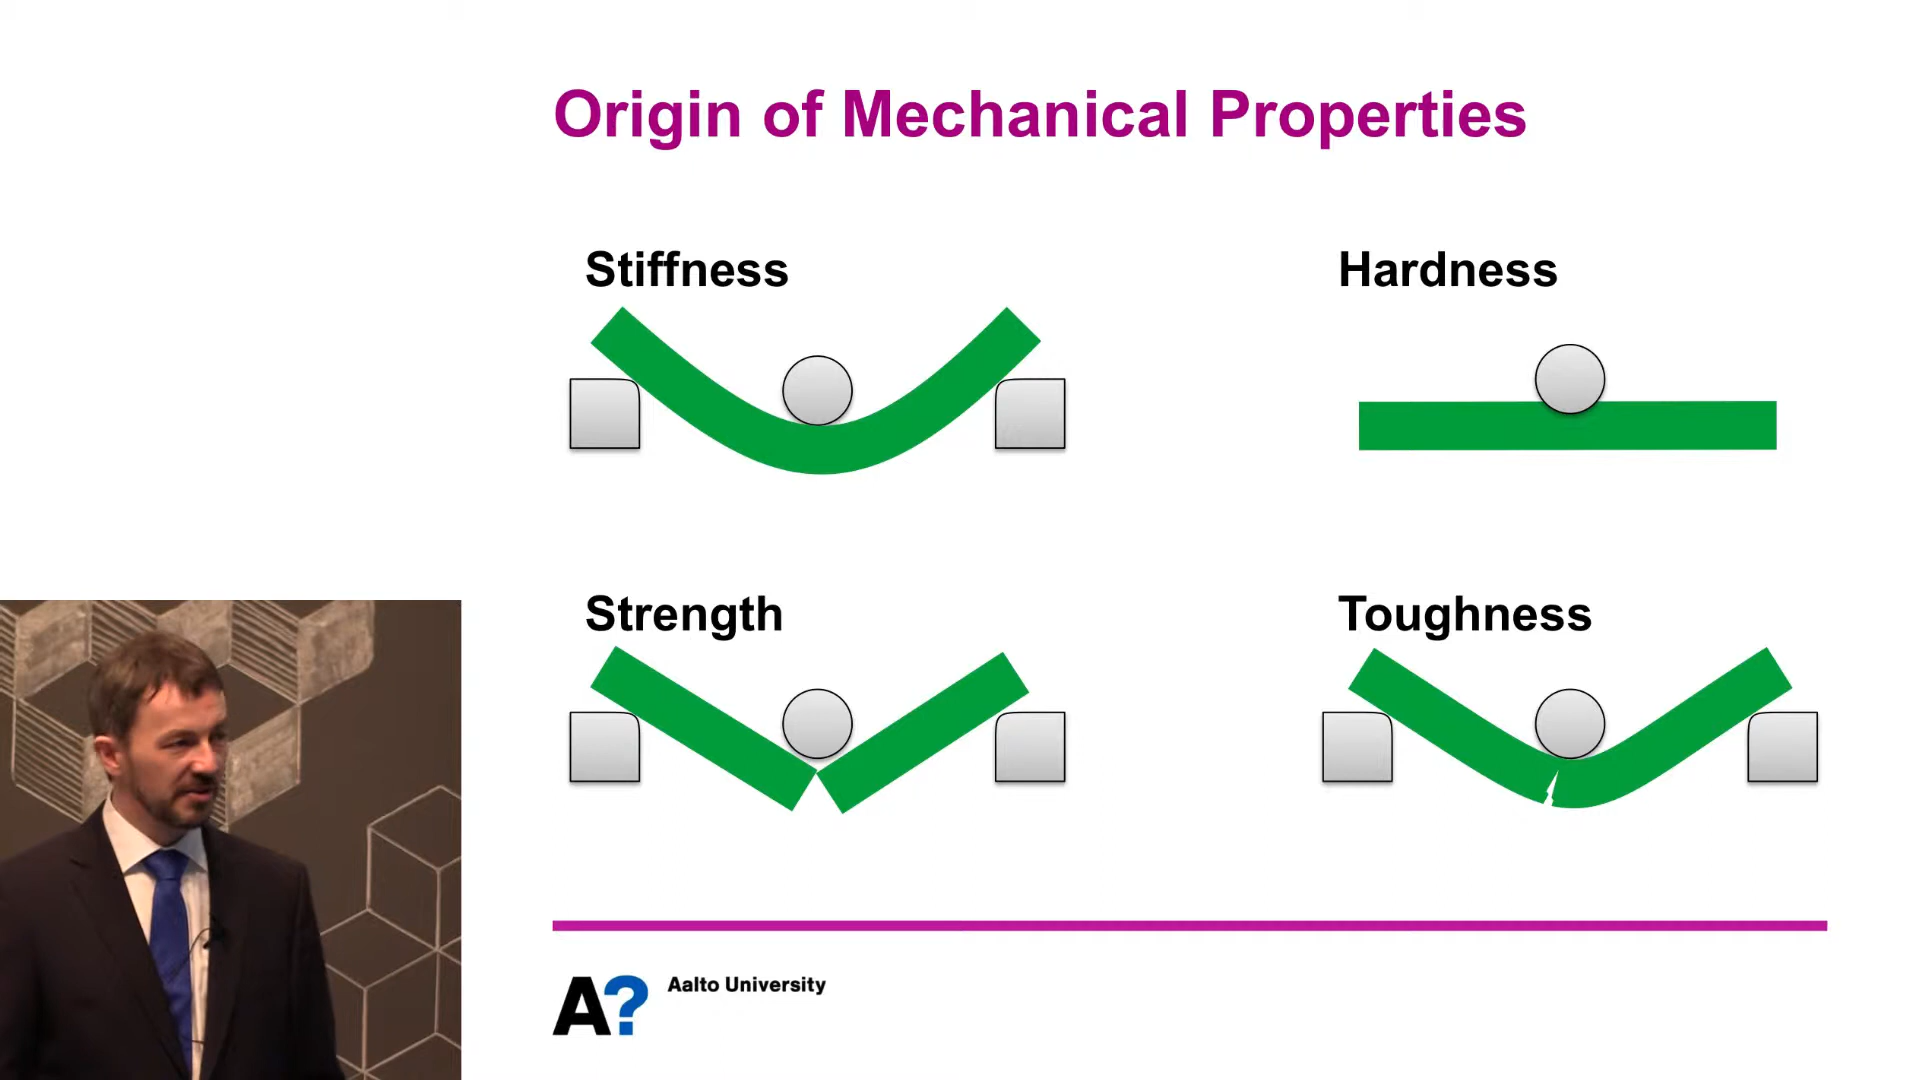 Origin of Mechanical Properties
Stiffness
Hardness
Strength
Toughness
A?
Aalto University